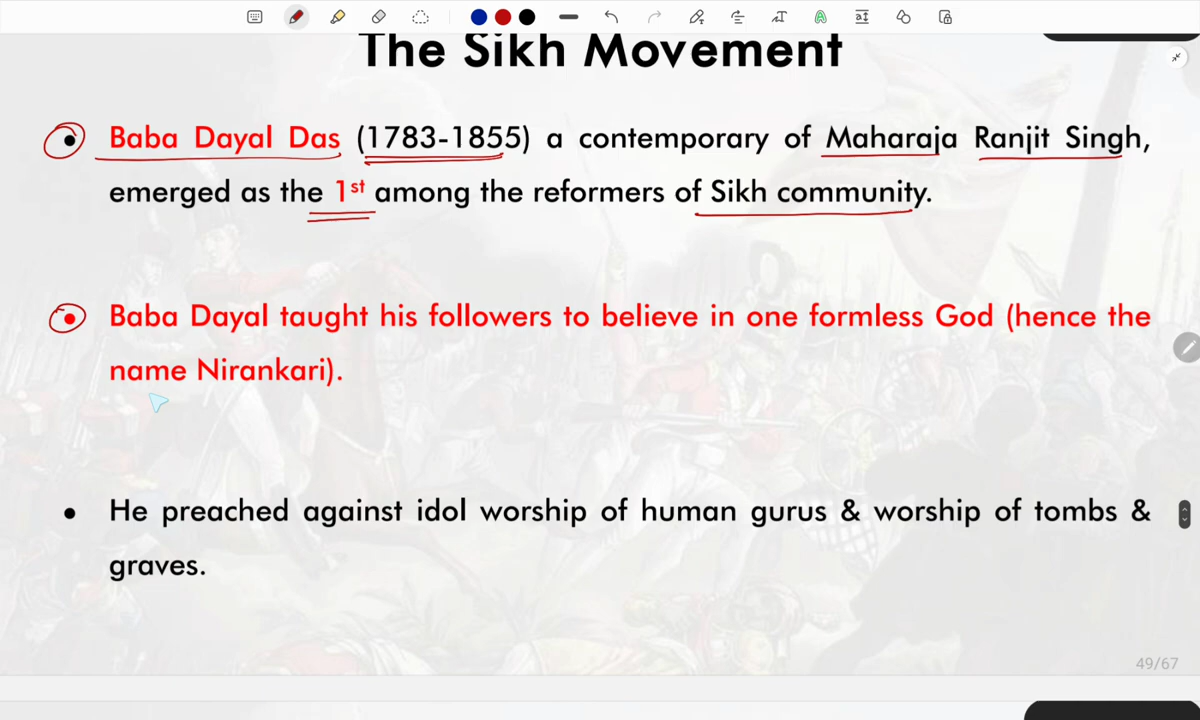 The Sikh Movement
• Baba Dayal Das (1783-1855) a contemporary of Maharaja Ranjit Singh,
emerged as the 1st among the reformers of Sikh community.
• Baba Dayal taught his followers to believe in one formless God (hence the
name Nirankari).
• He preached against idol worship of human gurus & worship of tombs &
graves.
49/67